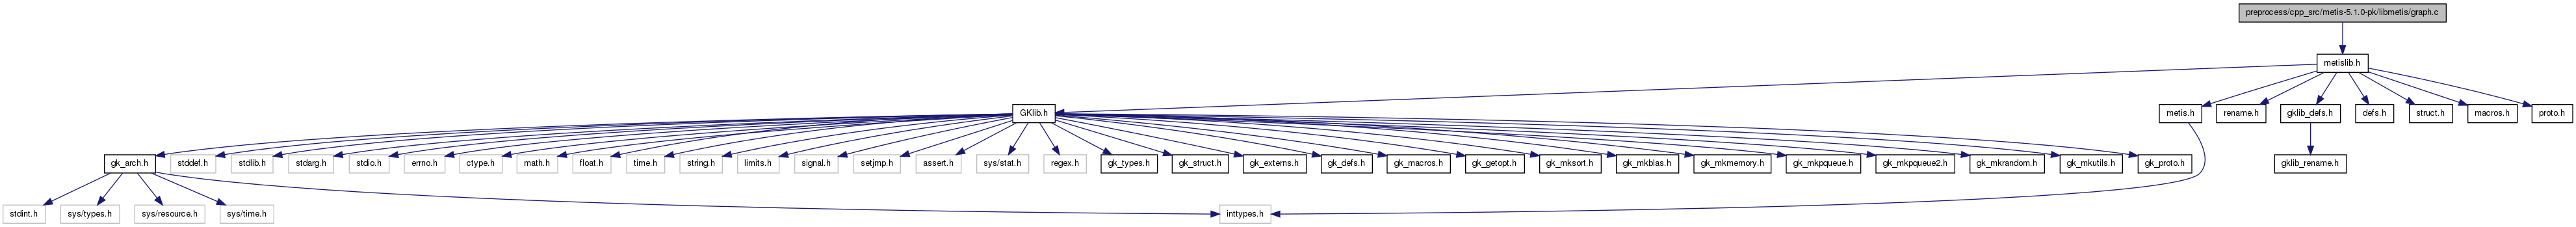 preprocess/cpp_src/metis-5.1.0-pk/libmetis/graph.c
metislib.h
GKlib.h
metis.h
rename.h
gklib_defs.h
defs.h
struct.h
macros.h
proto.h
gk_arch.h
stddef.h
stdlib.h
stdarg.h
stdio.h
errno.h
ctype.h
math.h
float.h
time.h
string.h
limits.h
signal.h
setjmp.h
assert.h
sys/stat.h
regex.h
gk_types.h
gk_struct.h
gk_externs.h
gk_defs.h
gk_macros.h
gk_getopt.h
gk_mksort.h
gk_mkblas.h
gk_mkmemory.h
gk_mkpqueue.h
gk_mkpqueue2.h
gk_mkrandom.h
gk_mkutils.h
gk_proto.h
gklib_rename.h
stdint.h
sys/types.h
sys/resource.h
sys/time.h
inttypes.h